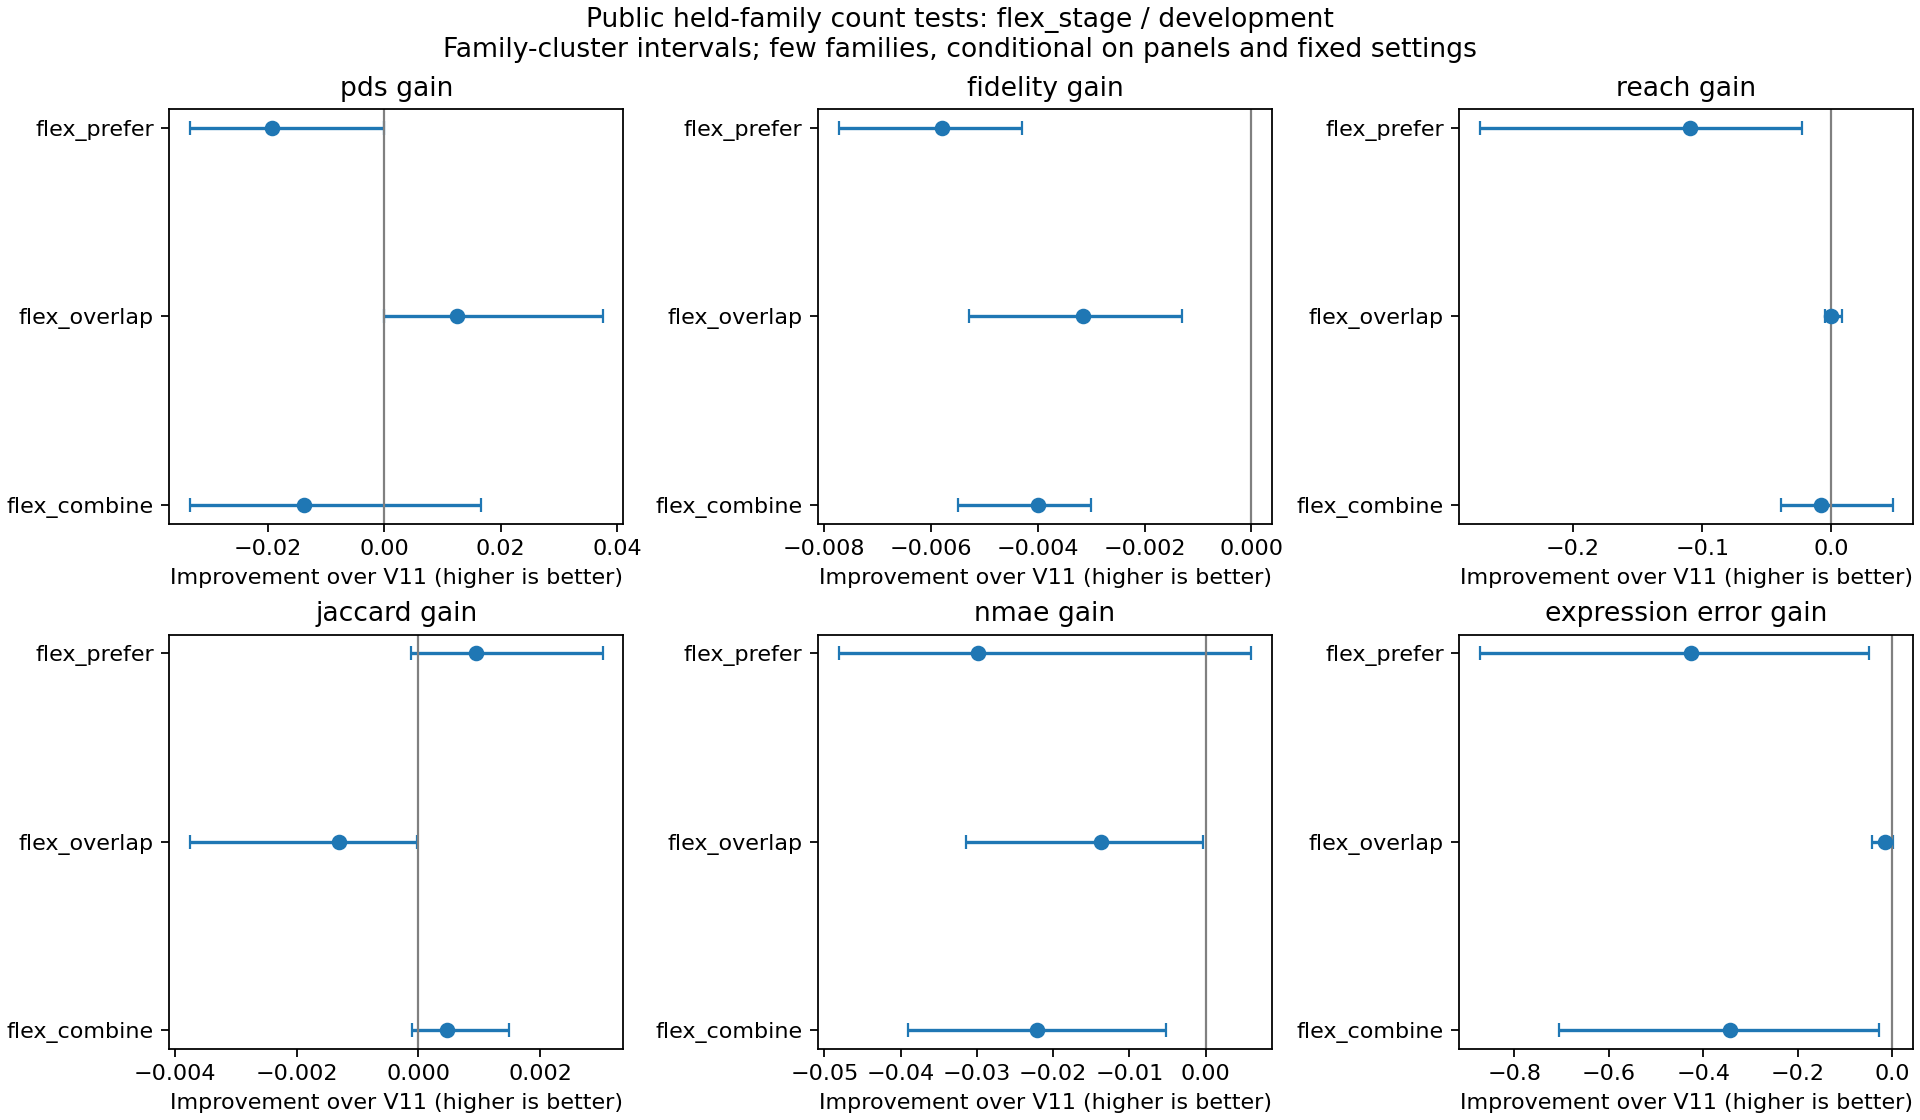 Public held-family count tests: flex_stage / development
Family-cluster intervals; few families, conditional on panels and fixed settings
pds gain
flex_prefer
flex_overlap
flex_combine
−0.02 0.00 0.02 0.04
Improvement over V11 (higher is better)
fidelity gain
flex_prefer
flex_overlap
flex_combine
−0.008 −0.006 −0.004 −0.002 0.000
Improvement over V11 (higher is better)
reach gain
flex_prefer
flex_overlap
flex_combine
−0.2 −0.1 0.0
Improvement over V11 (higher is better)
jaccard gain
flex_prefer
flex_overlap
flex_combine
−0.004 −0.002 0.000 0.002
Improvement over V11 (higher is better)
nmae gain
flex_prefer
flex_overlap
flex_combine
−0.05 −0.04 −0.03 −0.02 −0.01 0.00
Improvement over V11 (higher is better)
expression error gain
flex_prefer
flex_overlap
flex_combine
−0.8 −0.6 −0.4 −0.2 0.0
Improvement over V11 (higher is better)